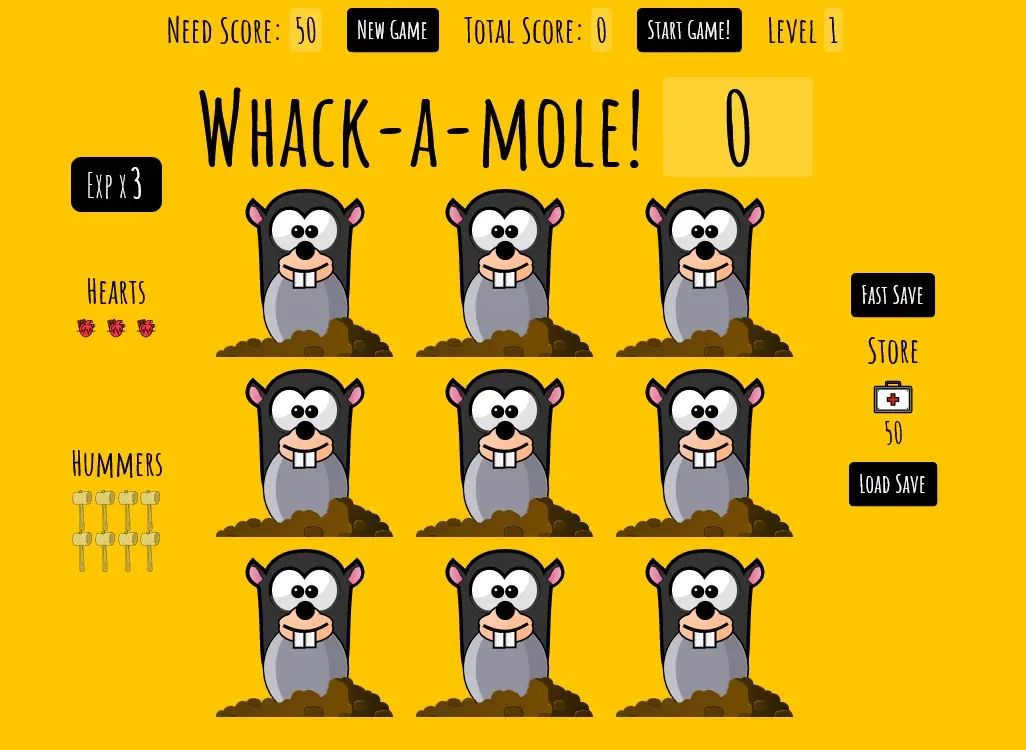 Need Score: 50 New Game Total Score: 0 Start Game! Level 1
Whack-a-mole! 0
Exp x 3
Hearts
Fast Save
Store
50
Hummers
Load Save